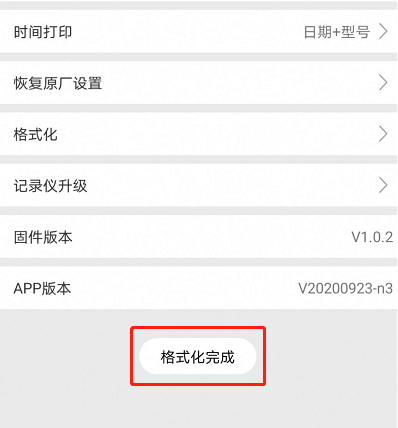 时间打印 日期+型号
恢复原厂设置
格式化
记录仪升级
固件版本 V1.0.2
APP版本 V20200923-n3
格式化完成